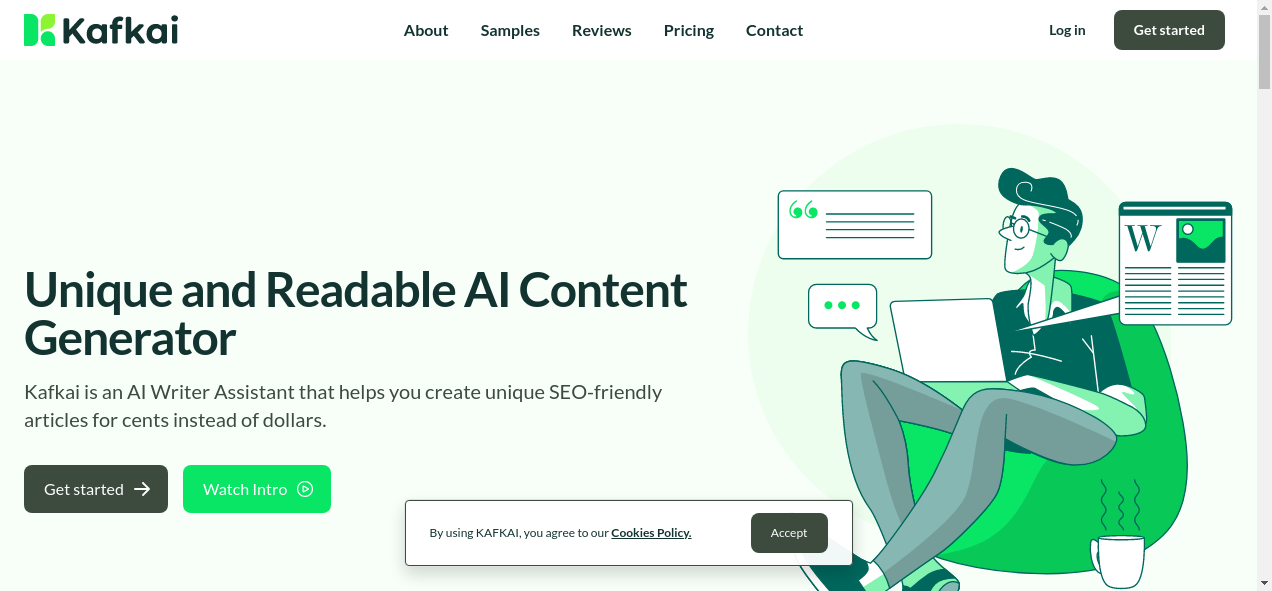 Kafkai
About
Samples
Reviews
Pricing
Contact
Log in
Get started
Unique and Readable AI Content
Generator
Kafkai is an AI Writer Assistant that helps you create unique SEO-friendly
articles for cents instead of dollars.
Get started
Watch Intro
By using KAFKAI, you agree to our Cookies Policy.
Accept
W